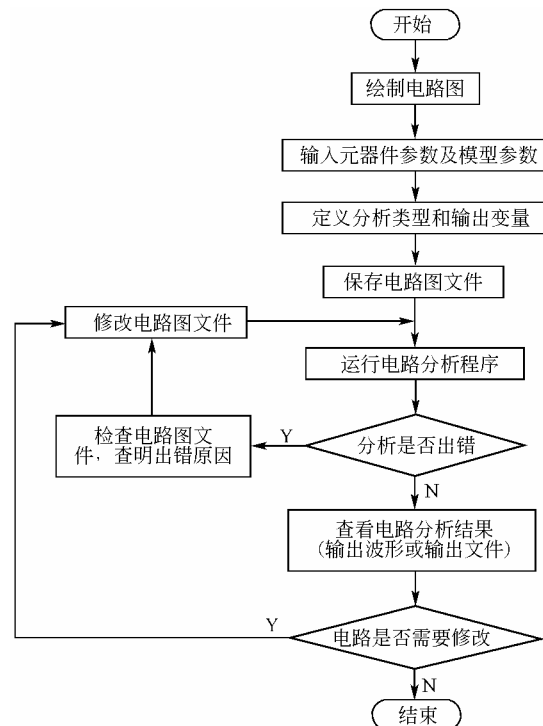 开始
绘制电路图
输入元器件参数及模型参数
定义分析类型和输出变量
保存电路图文件
修改电路图文件
运行电路分析程序
检查电路图文
件，查明出错原因
Y
分析是否出错
N
查看电路分析结果
(输出波形或输出文件)
Y
电路是否需要修改
N
结束